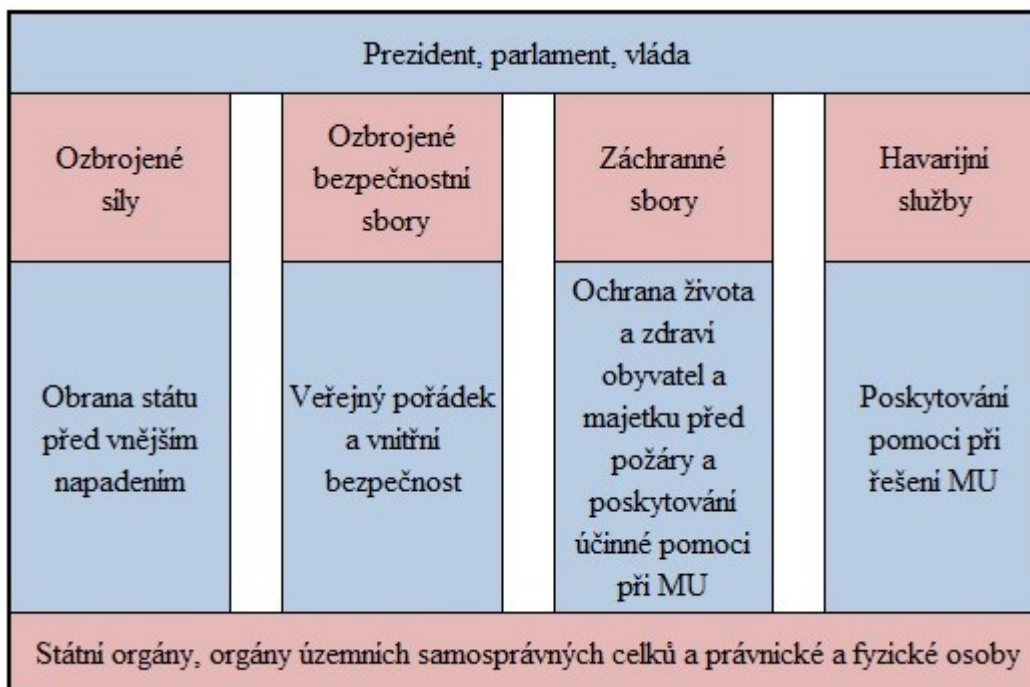 Prezident, parlament, vláda
Ozbrojené
síly
Ozbrojené
bezpečnostní
sbory
Záchranné
sbory
Havarijní
služby
Obrana státu
před vnějším
napadením
Veřejný pořádek
a vnitřní
bezpečnost
Ochrana života
a zdraví
obyvatel a
majetku před
požáry a
poskytování
účinné pomoci
při MU
Poskytování
pomoci při
řešení MU
Státní orgány, orgány územních samosprávných celků a právnické a fyzické osoby